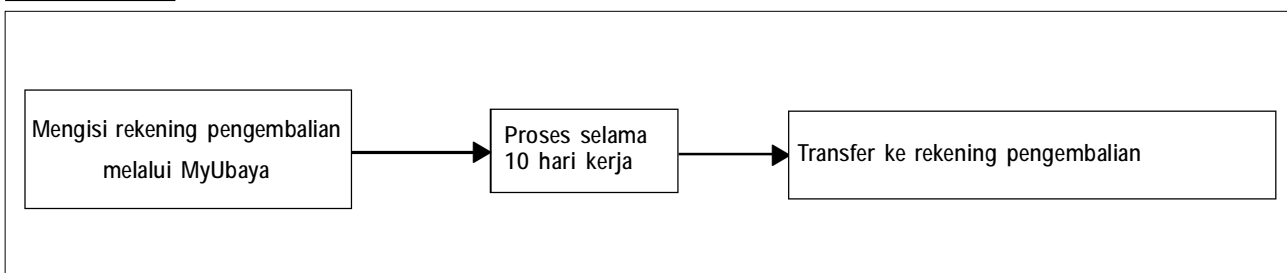 Mengisi rekening pengembalian
melalui MyUbaya
Proses selama
10 hari kerja
Transfer ke rekening pengembalian